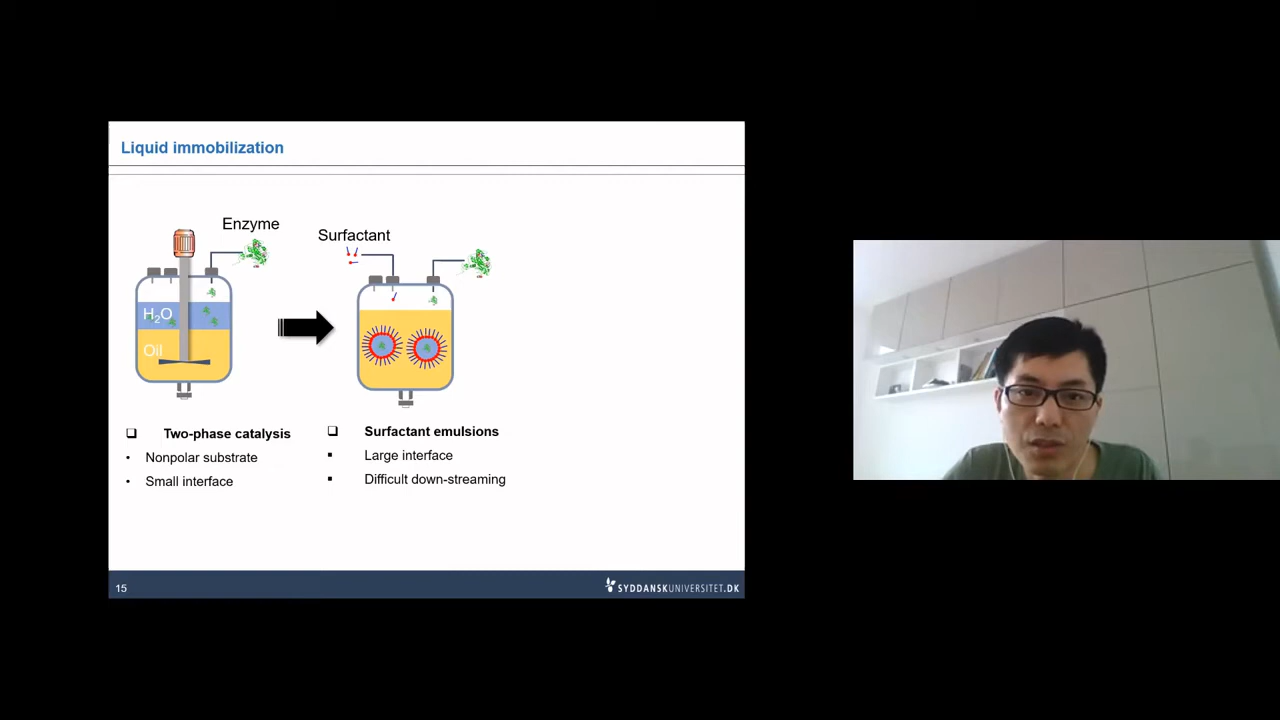 Liquid immobilization
Enzyme
Surfactant
H₂O
Oil
Two-phase catalysis
• Nonpolar substrate
• Small interface
Surfactant emulsions
▪ Large interface
▪ Difficult down-streaming
15
SYDDANSKUNIVERSITET.DK